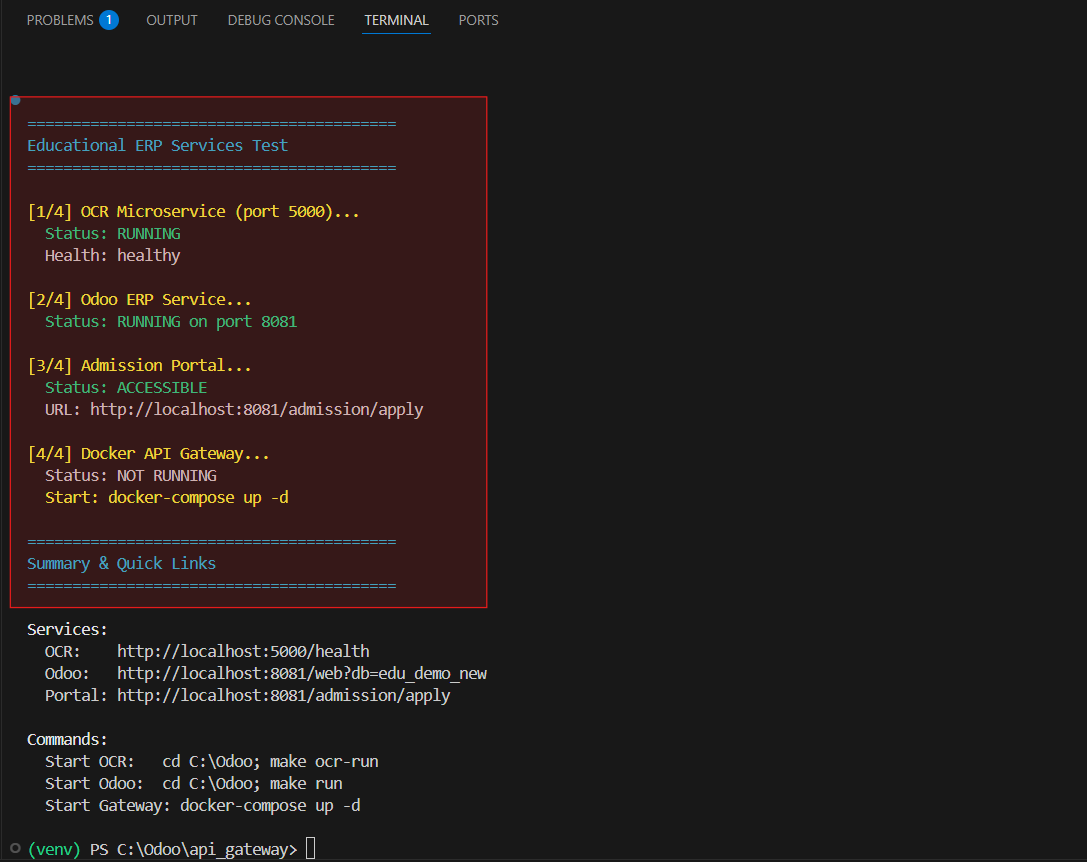 PROBLEMS 1 OUTPUT DEBUG CONSOLE TERMINAL PORTS
=========================================
Educational ERP Services Test
=========================================
[1/4] OCR Microservice (port 5000)...
Status: RUNNING
Health: healthy
[2/4] Odoo ERP Service...
Status: RUNNING on port 8081
[3/4] Admission Portal...
Status: ACCESSIBLE
URL: http://localhost:8081/admission/apply
[4/4] Docker API Gateway...
Status: NOT RUNNING
Start: docker-compose up -d
=========================================
Summary & Quick Links
=========================================
Services:
OCR:    http://localhost:5000/health
Odoo:   http://localhost:8081/web?db=edu_demo_new
Portal: http://localhost:8081/admission/apply
Commands:
Start OCR:   cd C:\Odoo; make ocr-run
Start Odoo:  cd C:\Odoo; make run
Start Gateway: docker-compose up -d
(venv) PS C:\Odoo\api_gateway>